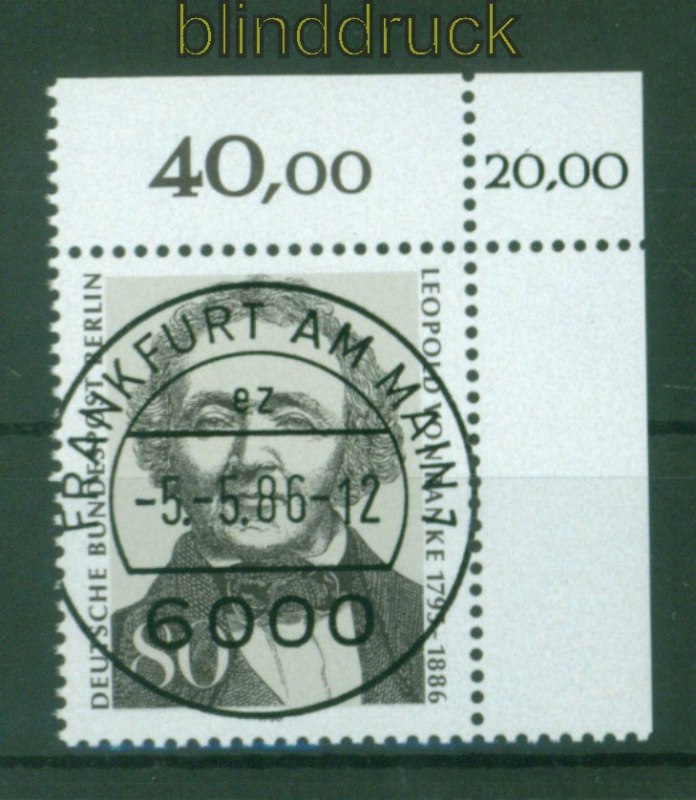 blinddruck
40,00
20,00
DEUTSCHE BUNDESPOST BERLIN
LEOPOLD VON RANKE 1795-1886
80
FRANKFURT AM MAIN 1
ez
-5.-5.86-12
6000